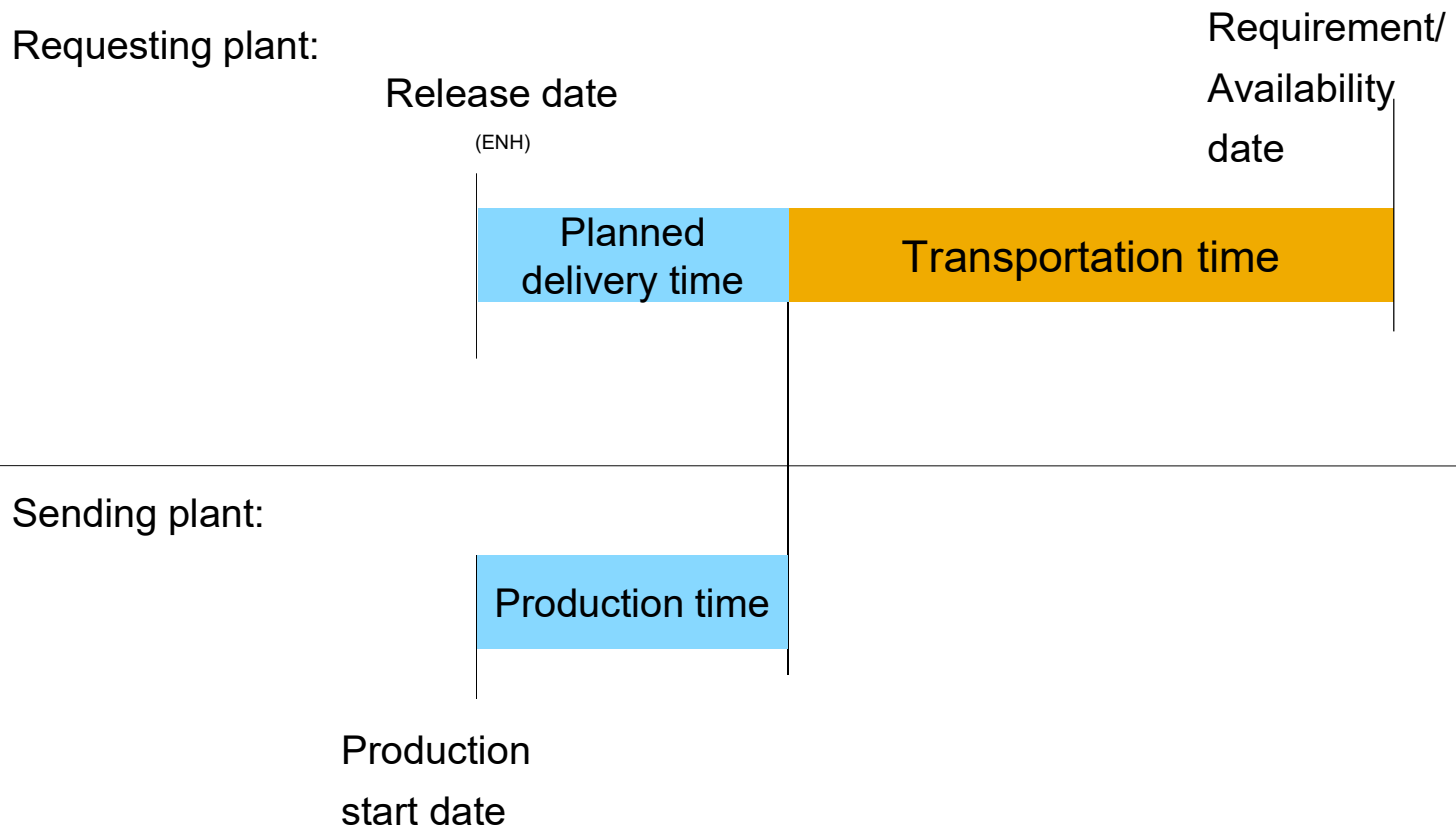 Requesting plant:
Release date
(ENH)
Requirement/
Availability
date
Planned
delivery time
Transportation time
Sending plant:
Production time
Production
start date